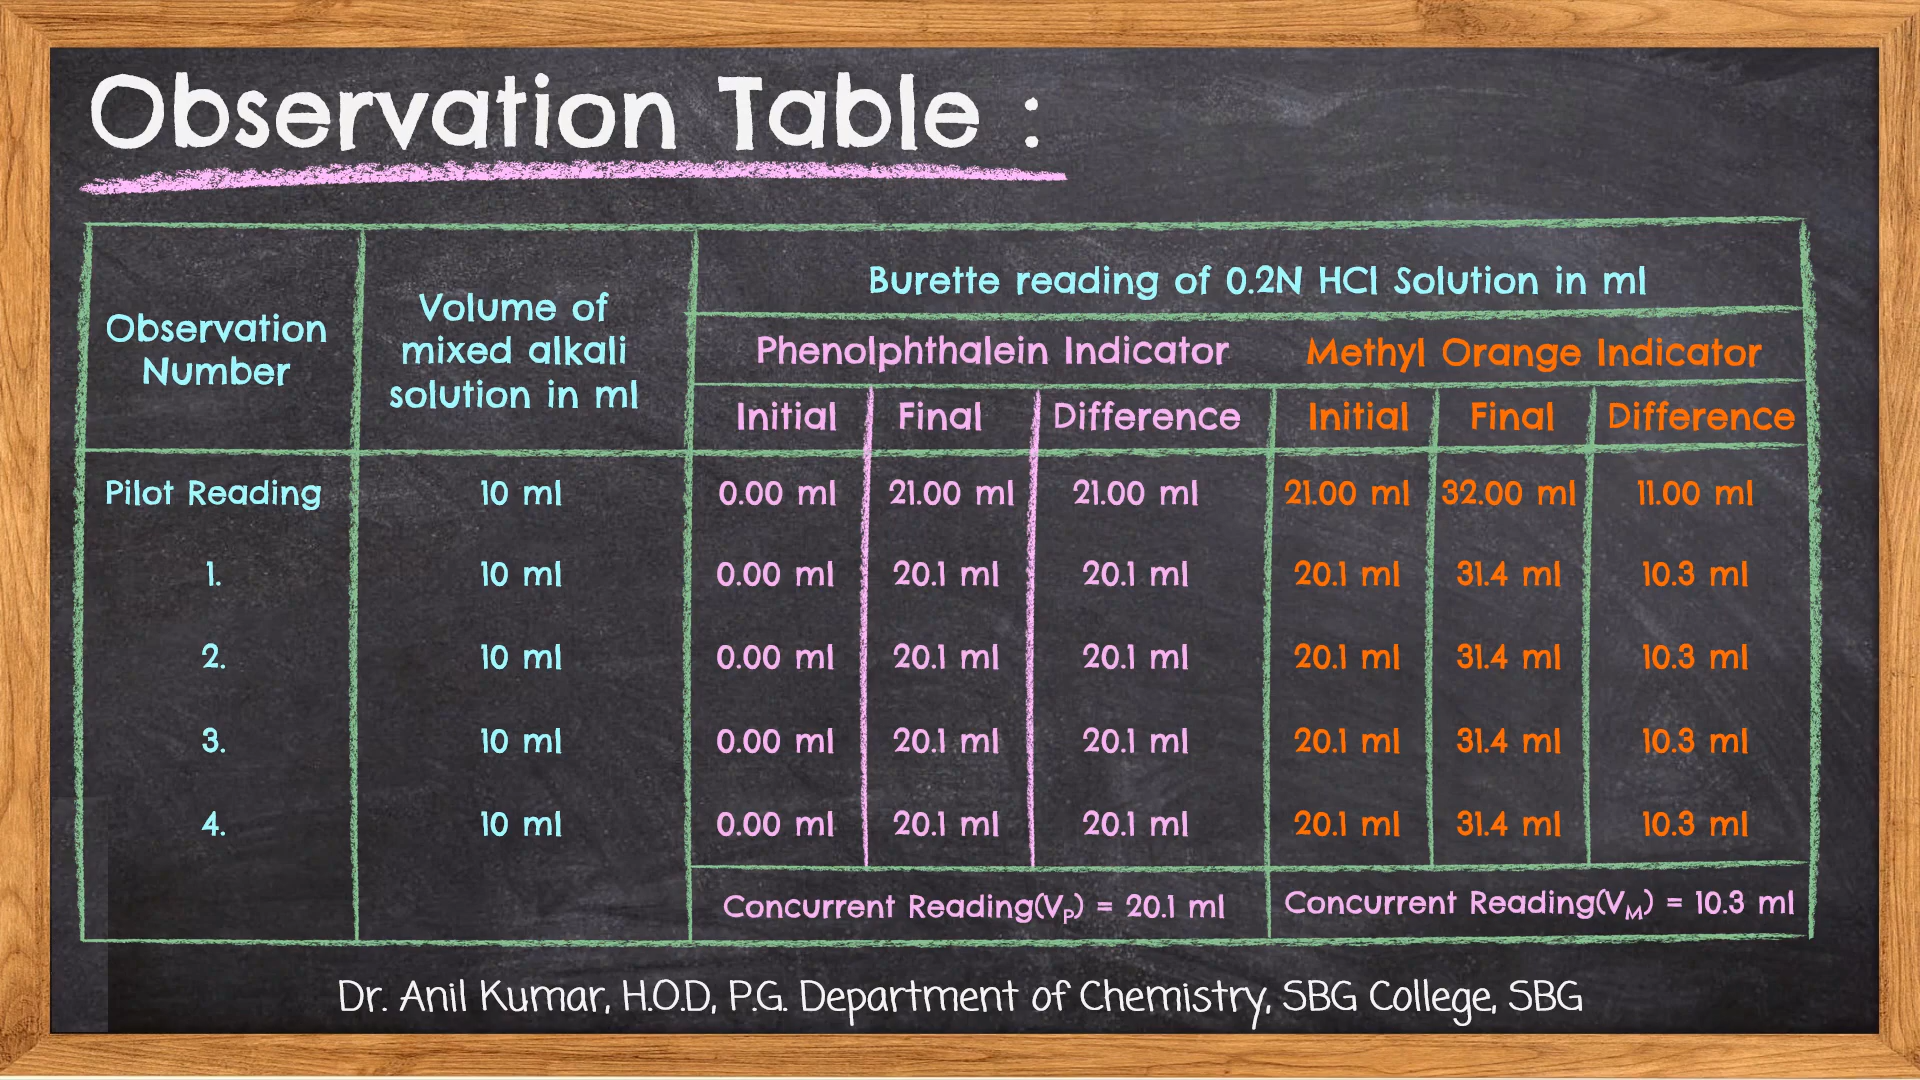 Observation Table :
Observation
Number
Volume of
mixed alkali
solution in ml
Burette reading of 0.2N HCl Solution in ml
Phenolphthalein Indicator Methyl Orange Indicator
Initial Final Difference Initial Final Difference
Pilot Reading 10 ml 0.00 ml 21.00 ml 21.00 ml 21.00 ml 32.00 ml 11.00 ml
1. 10 ml 0.00 ml 20.1 ml 20.1 ml 20.1 ml 31.4 ml 10.3 ml
2. 10 ml 0.00 ml 20.1 ml 20.1 ml 20.1 ml 31.4 ml 10.3 ml
3. 10 ml 0.00 ml 20.1 ml 20.1 ml 20.1 ml 31.4 ml 10.3 ml
4. 10 ml 0.00 ml 20.1 ml 20.1 ml 20.1 ml 31.4 ml 10.3 ml
Concurrent Reading(V_P) = 20.1 ml Concurrent Reading(V_M) = 10.3 ml
Dr. Anil Kumar, H.O.D, P.G. Department of Chemistry, SBG College, SBG